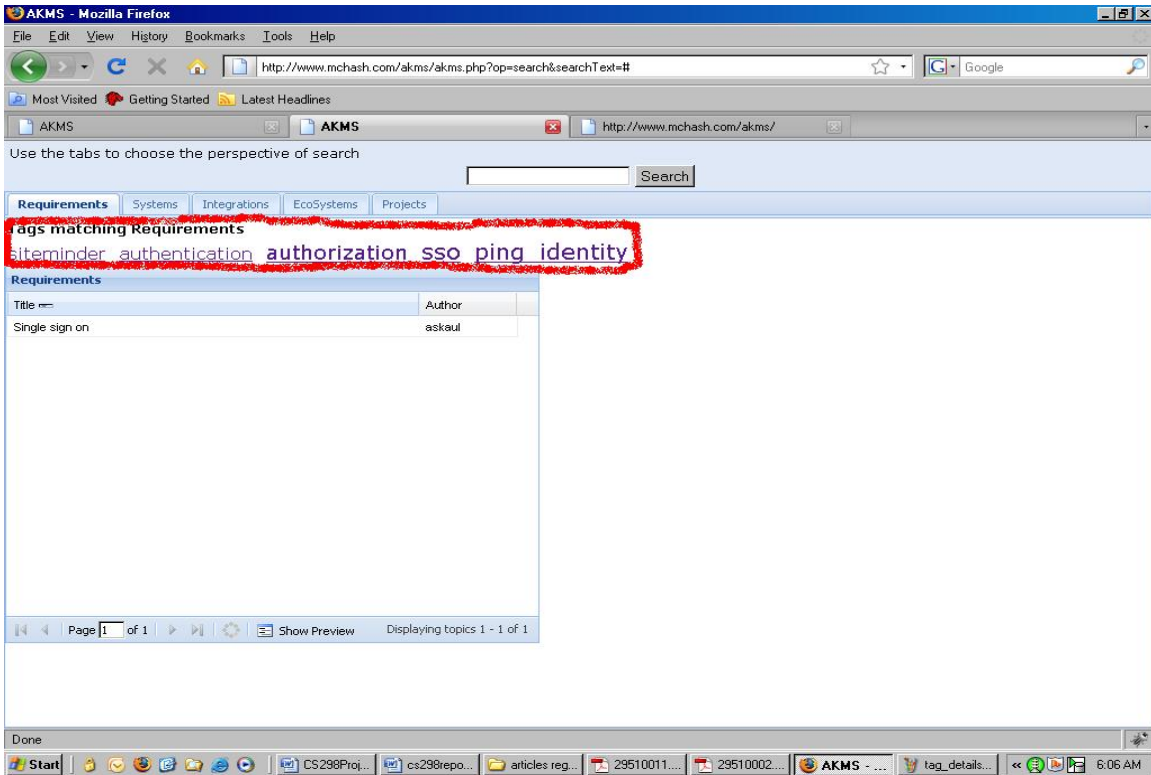 AKMS - Mozilla Firefox
File Edit View History Bookmarks Tools Help
http://www.mchash.com/akms/akms.php?op=search&searchText=#
G Google
Most Visited Getting Started Latest Headlines
AKMS AKMS http://www.mchash.com/akms/
Use the tabs to choose the perspective of search
Search
Requirements Systems Integrations EcoSystems Projects
Tags matching Requirements
siteminder authentication authorization sso ping identity
Requirements
Title Author
Single sign on askaul
Page 1 of 1 Show Preview Displaying topics 1 - 1 of 1
Done
Start CS298Proj... cs298repo... articles reg... 29510011.... 29510002.... AKMS - ... tag_details... « 6:06 AM